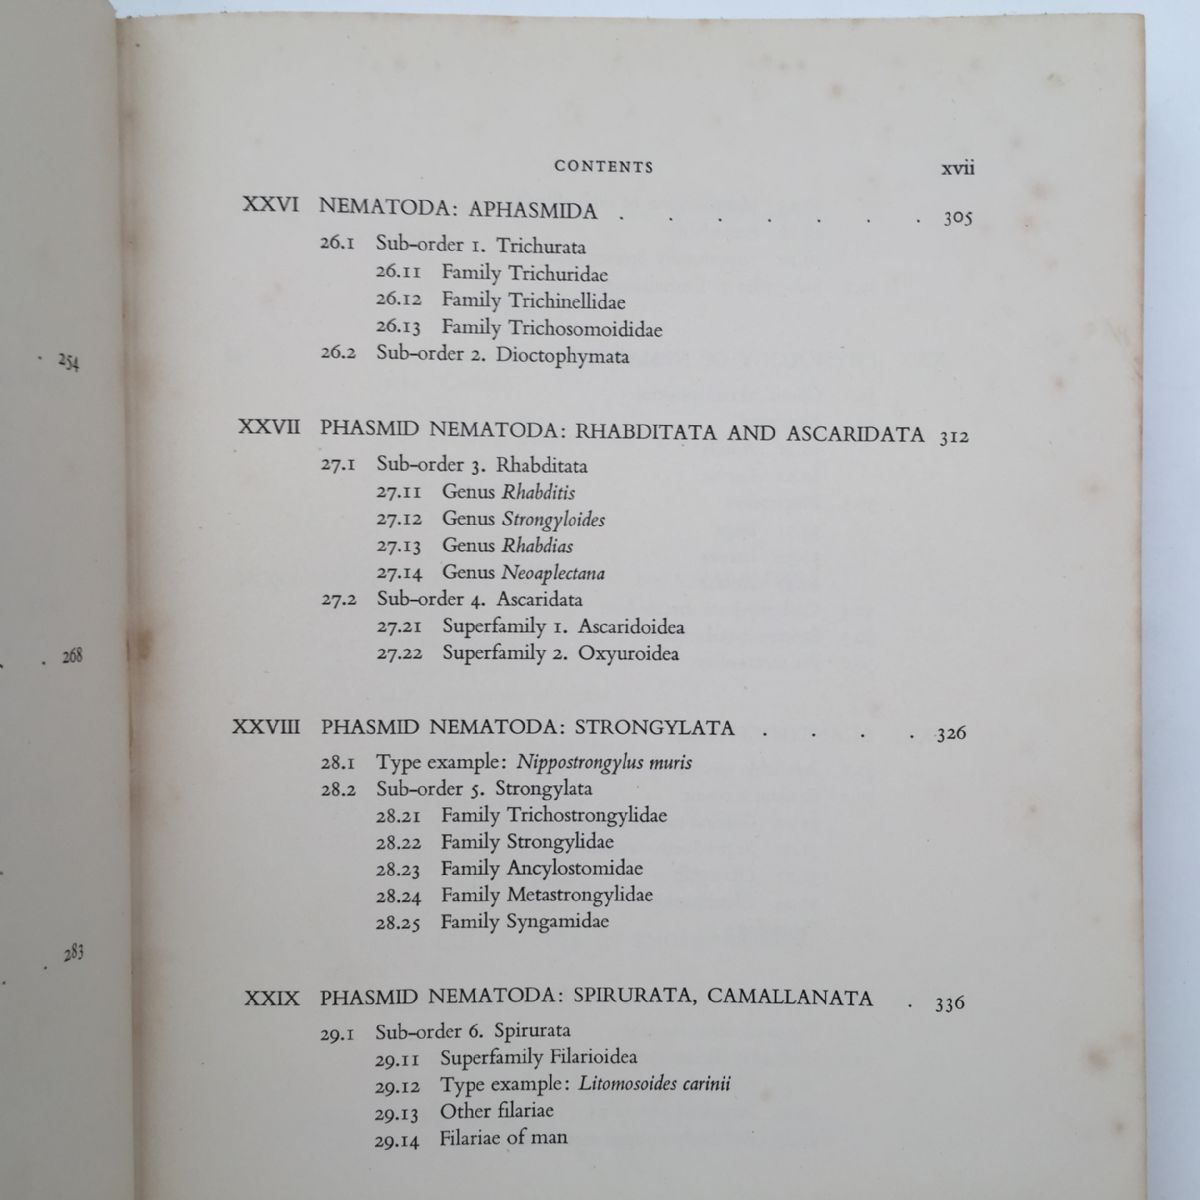 . 254
. . 268
. . 283
CONTENTS xvii
XXVI NEMATODA: APHASMIDA . . . . . . . 305
26.1 Sub-order 1. Trichurata
26.11 Family Trichuridae
26.12 Family Trichinellidae
26.13 Family Trichosomoididae
26.2 Sub-order 2. Dioctophymata
XXVII PHASMID NEMATODA: RHABDITATA AND ASCARIDATA 312
27.1 Sub-order 3. Rhabditata
27.11 Genus Rhabditis
27.12 Genus Strongyloides
27.13 Genus Rhabdias
27.14 Genus Neoaplectana
27.2 Sub-order 4. Ascaridata
27.21 Superfamily 1. Ascaridoidea
27.22 Superfamily 2. Oxyuroidea
XXVIII PHASMID NEMATODA: STRONGYLATA . . . . 326
28.1 Type example: Nippostrongylus muris
28.2 Sub-order 5. Strongylata
28.21 Family Trichostrongylidae
28.22 Family Strongylidae
28.23 Family Ancylostomidae
28.24 Family Metastrongylidae
28.25 Family Syngamidae
XXIX PHASMID NEMATODA: SPIRURATA, CAMALLANATA . 336
29.1 Sub-order 6. Spirurata
29.11 Superfamily Filarioidea
29.12 Type example: Litomosoides carinii
29.13 Other filariae
29.14 Filariae of man